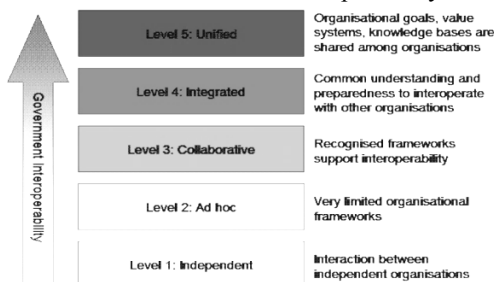 Level 5: Unified
Organisational goals, value
systems, knowledge bases are
shared among organisations
Level 4: Integrated
Common understanding and
preparedness to interoperate
with other organisations
Government Interoperability
Level 3: Collaborative
Recognised frameworks
support interoperability
Level 2: Ad hoc
Very limited organisational
frameworks
Level 1: Independent
Interaction between
independent organisations